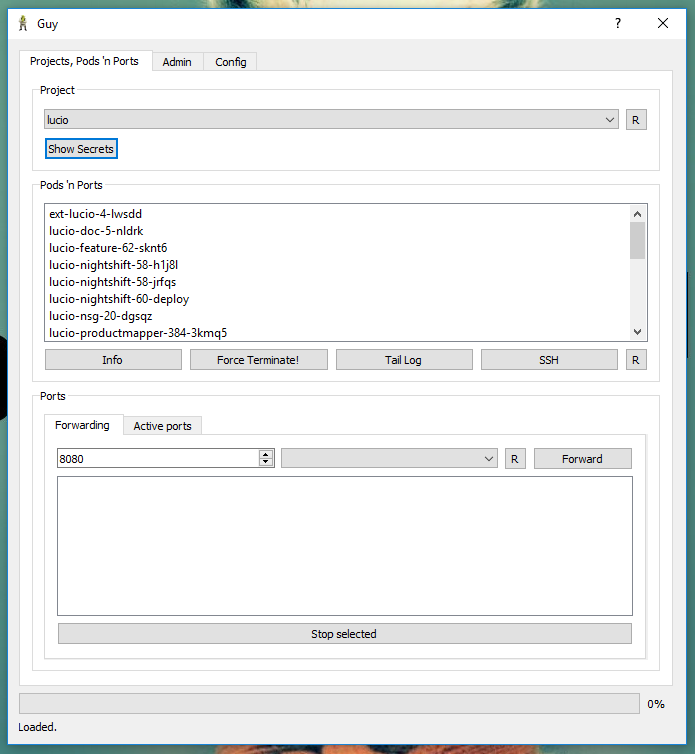 Guy
?
Projects, Pods 'n Ports Admin Config
Project
lucio R
Show Secrets
Pods 'n Ports
ext-lucio-4-lwsdd
lucio-doc-5-nldrk
lucio-feature-62-sknt6
lucio-nightshift-58-h1j8l
lucio-nightshift-58-jrfqs
lucio-nightshift-60-deploy
lucio-nsg-20-dgsqz
lucio-productmapper-384-3kmq5
Info Force Terminate! Tail Log SSH R
Ports
Forwarding Active ports
8080 R Forward
Stop selected
0%
Loaded.